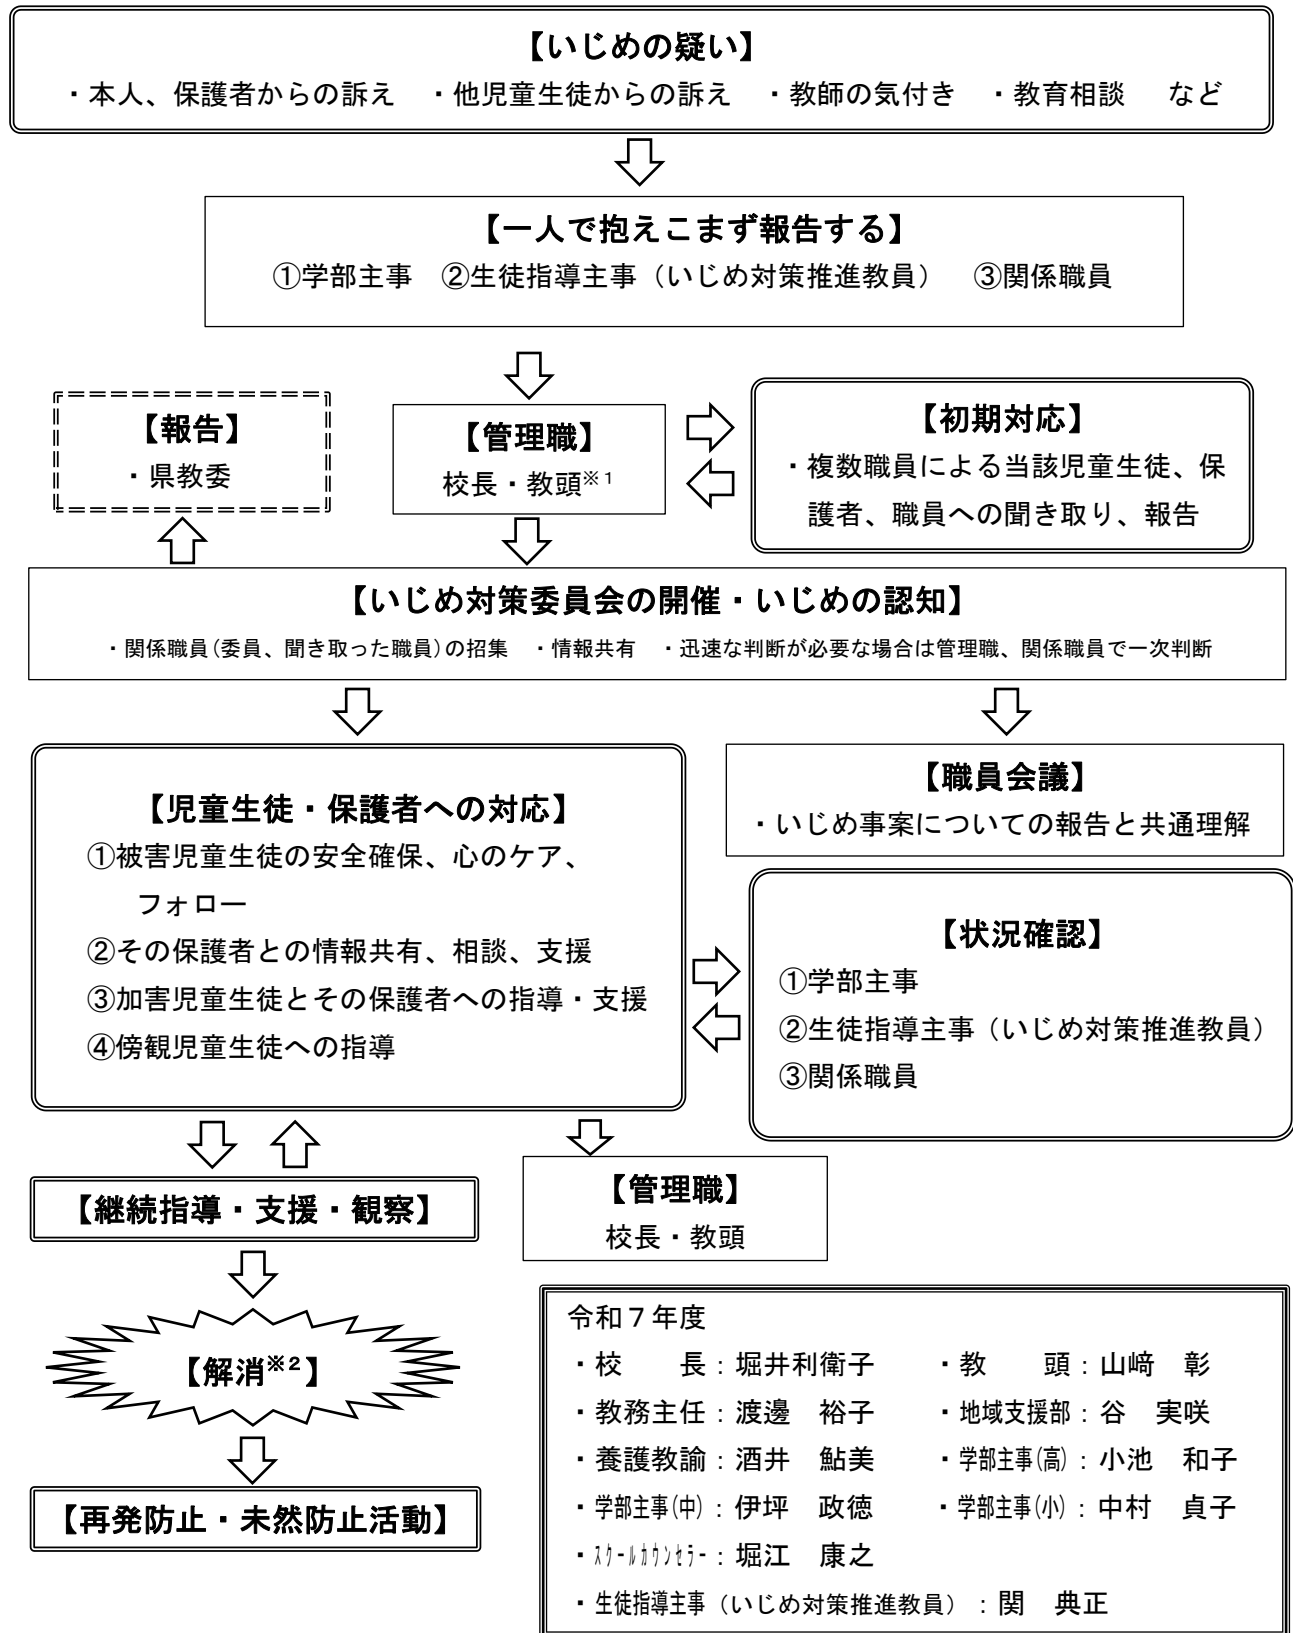 【いじめの疑い】
・本人、保護者からの訴え　・他児童生徒からの訴え　・教師の気付き　・教育相談　など
【一人で抱えこまず報告する】
①学部主事　②生徒指導主事（いじめ対策推進教員）　③関係職員
【報告】
・県教委
【管理職】
校長・教頭※1
【初期対応】
・複数職員による当該児童生徒、保
護者、職員への聞き取り、報告
【いじめ対策委員会の開催・いじめの認知】
・関係職員(委員、聞き取った職員)の招集　・情報共有　・迅速な判断が必要な場合は管理職、関係職員で一次判断
【児童生徒・保護者への対応】
①被害児童生徒の安全確保、心のケア、
フォロー
②その保護者との情報共有、相談、支援
③加害児童生徒とその保護者への指導・支援
④傍観児童生徒への指導
【職員会議】
・いじめ事案についての報告と共通理解
【状況確認】
①学部主事
②生徒指導主事（いじめ対策推進教員）
③関係職員
【継続指導・支援・観察】
【管理職】
校長・教頭
【解消※2】
【再発防止・未然防止活動】
令和７年度
・校　　長：堀井利衛子　・教　　頭：山﨑　彰
・教務主任：渡邊　裕子　・地域支援部：谷　実咲
・養護教諭：酒井　鮎美　・学部主事(高)：小池　和子
・学部主事(中)：伊坪　政徳　・学部主事(小)：中村　貞子
・ｽｸｰﾙｶｳﾝｾﾗｰ：堀江　康之
・生徒指導主事（いじめ対策推進教員）：関　典正